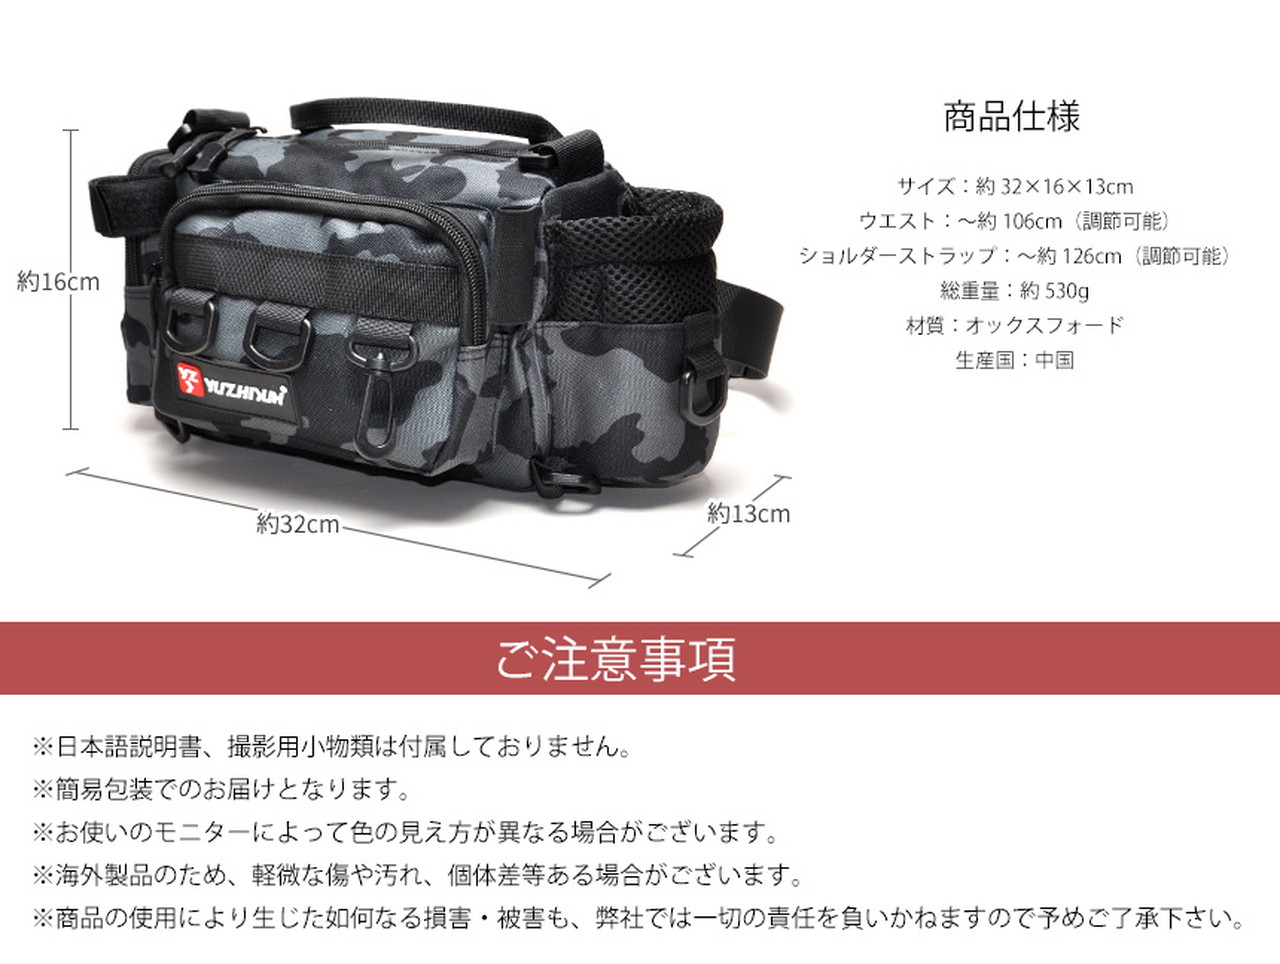 商品仕様
サイズ：約 32×16×13cm
ウエスト：～約 106cm（調節可能）
ショルダーストラップ：～約 126cm（調節可能）
総重量：約 530g
材質：オックスフォード
生産国：中国
約16cm
YUZHDUN
約32cm
約13cm
ご注意事項
※日本語説明書、撮影用小物類は付属しておりません。
※簡易包装でのお届けとなります。
※お使いのモニターによって色の見え方が異なる場合がございます。
※海外製品のため、軽微な傷や汚れ、個体差等ある場合がございます。
※商品の使用により生じた如何なる損害・被害も、弊社では一切の責任を負いかねますので予めご了承下さい。